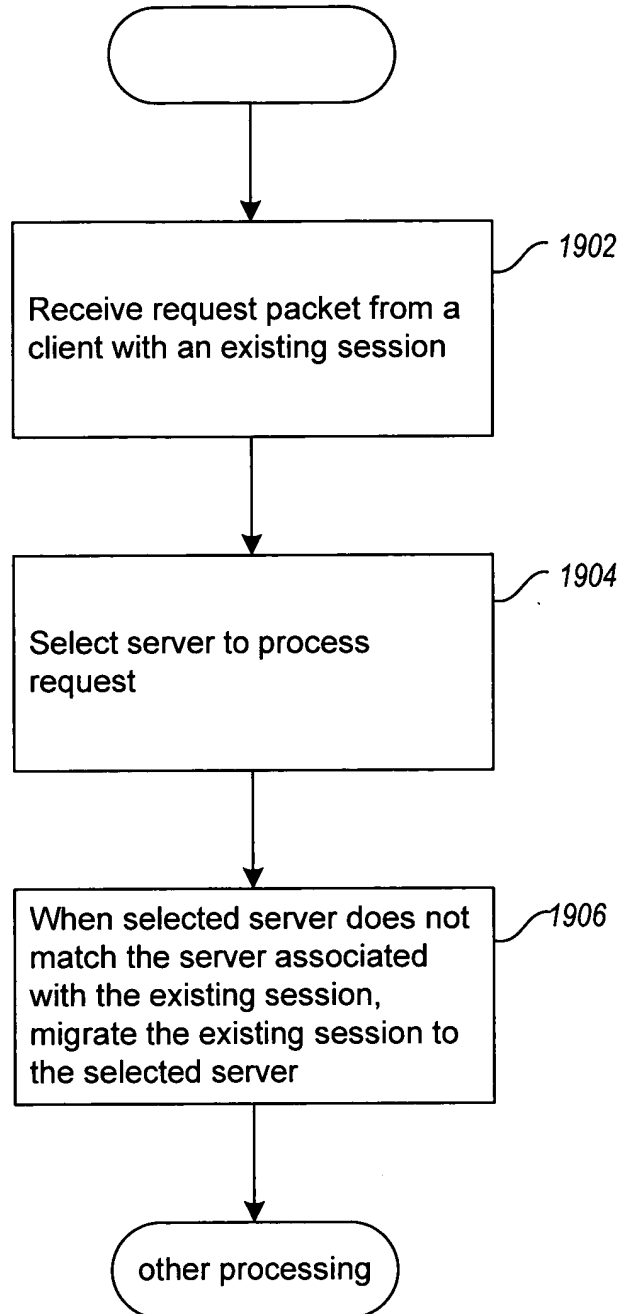 Receive request packet from a
client with an existing session
1902
Select server to process
request
1904
When selected server does not
match the server associated
with the existing session,
migrate the existing session to
the selected server
1906
other processing